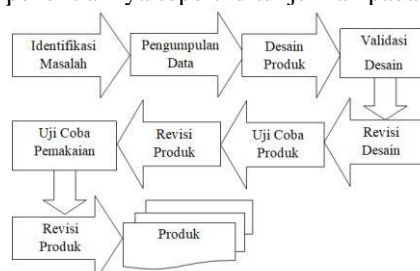 Identifikasi
Masalah
Pengumpulan
Data
Desain
Produk
Validasi
Desain
Revisi
Desain
Uji Coba
Produk
Revisi
Produk
Uji Coba
Pemakaian
Revisi
Produk
Produk